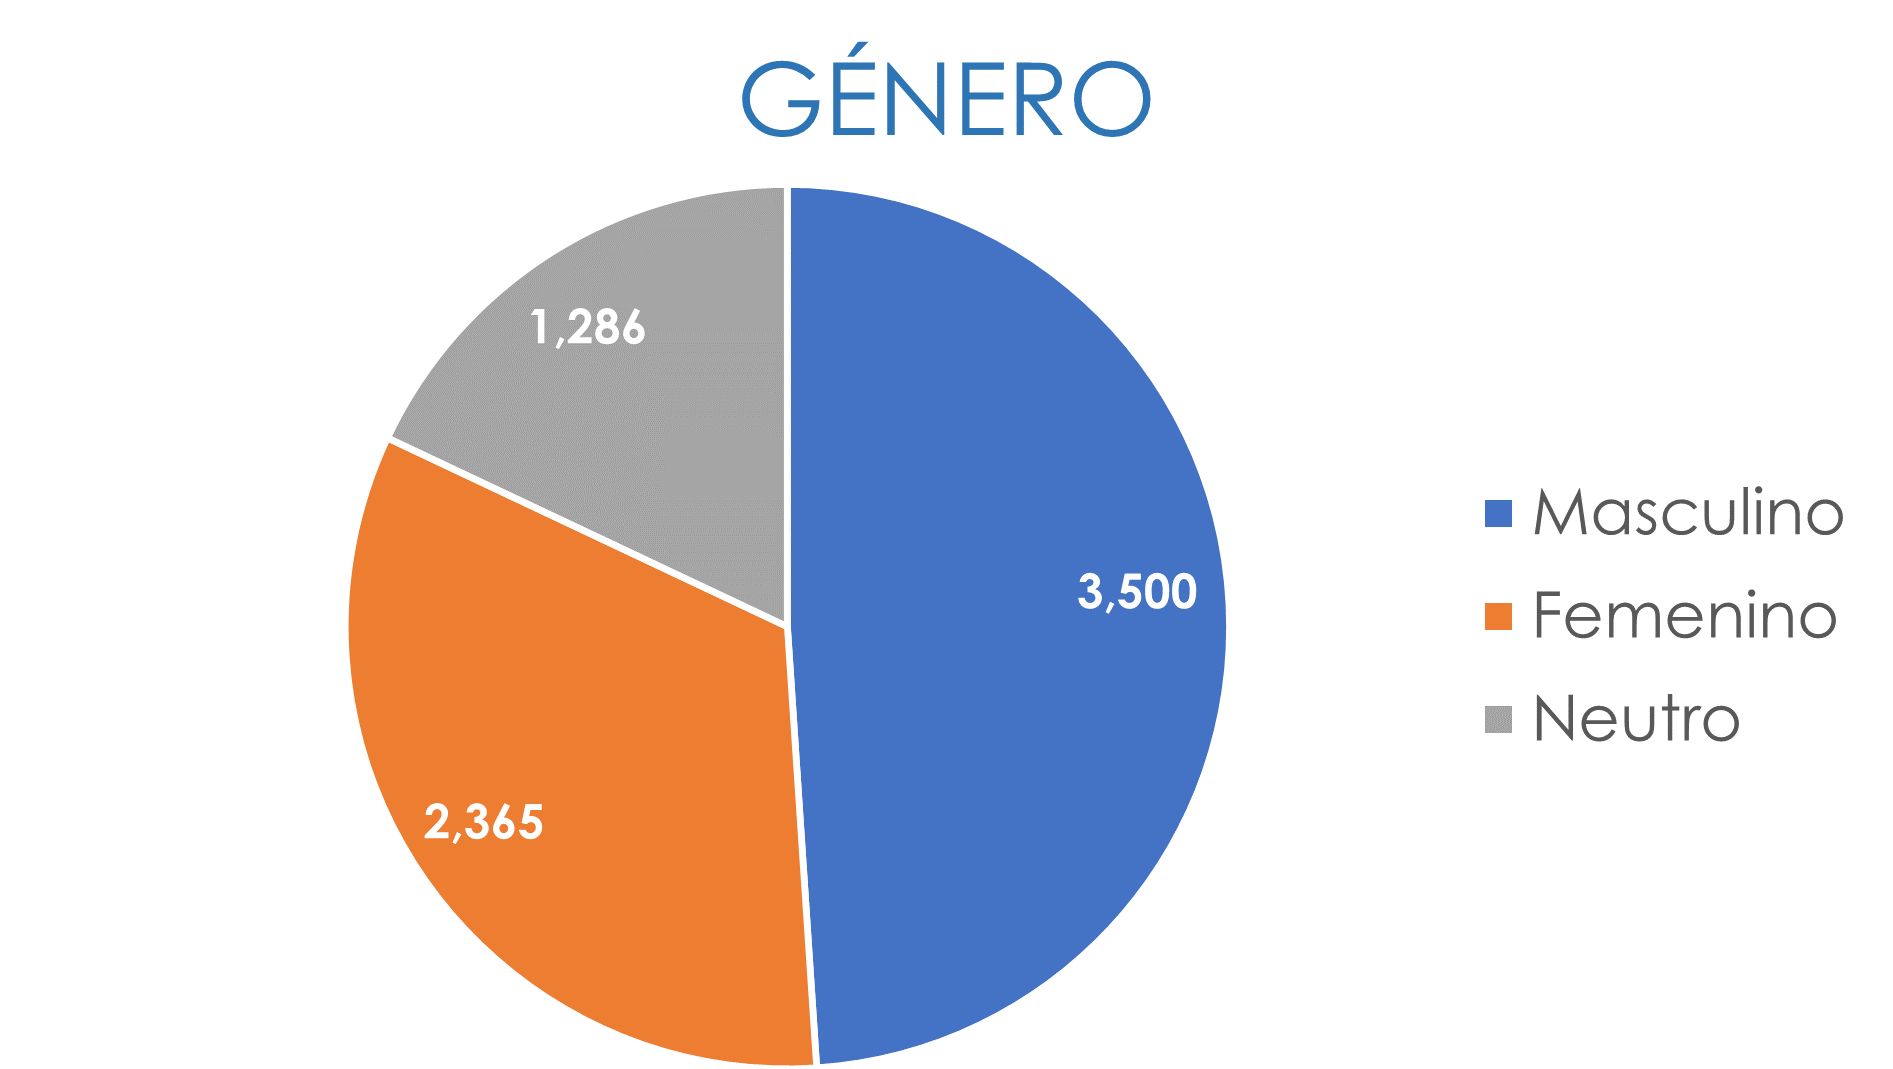 GÉNERO
1,286
3,500
2,365
Masculino
Femenino
Neutro